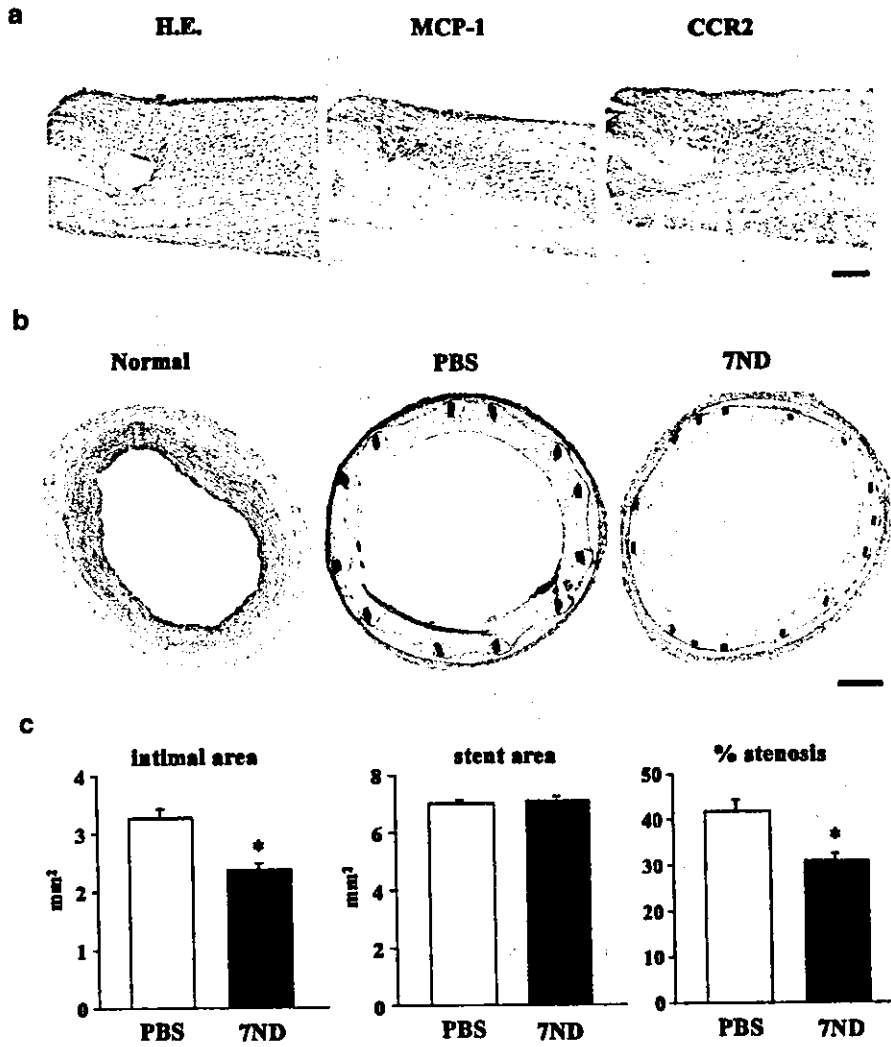 a
H.E. MCP-1 CCR2
b
Normal PBS 7ND
c
intimal area stent area % stenosis
4
3
2
1
0
mm²
PBS 7ND
8
6
4
2
0
mm²
PBS 7ND
50
40
30
20
10
0
*
*
PBS 7ND